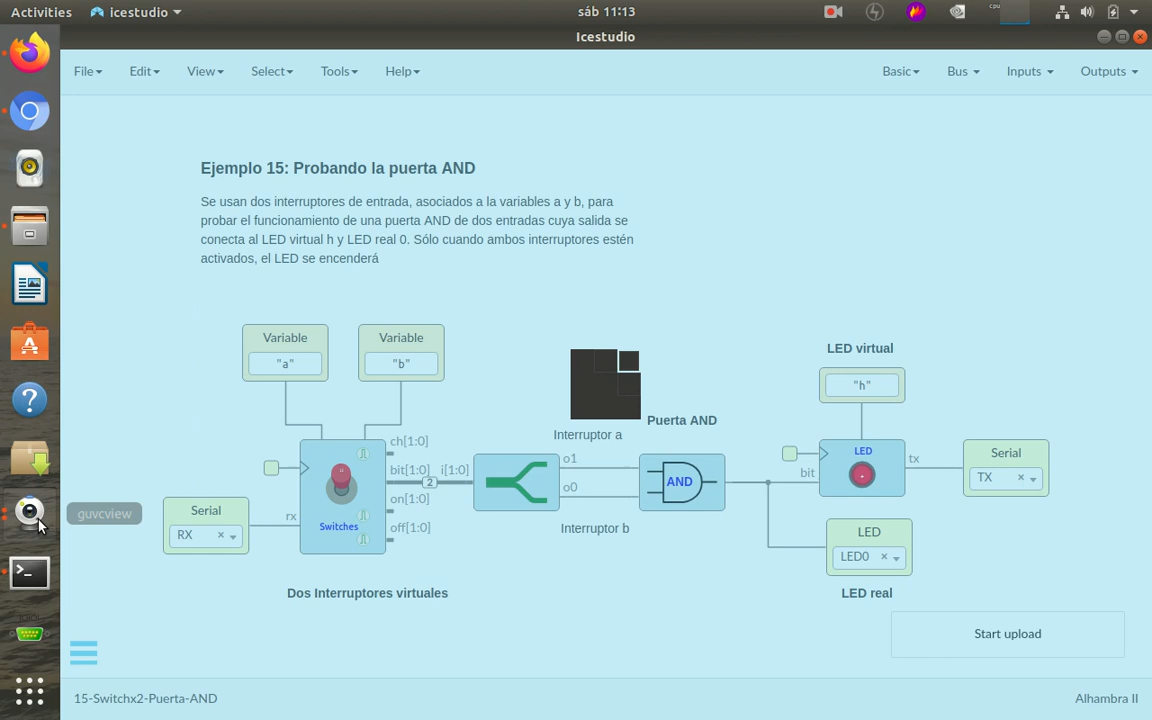 Activities icestudio sáb 11:13 cpu
Icestudio
File Edit View Select Tools Help Basic Bus Inputs Outputs
Ejemplo 15: Probando la puerta AND
Se usan dos interruptores de entrada, asociados a la variables a y b, para
probar el funcionamiento de una puerta AND de dos entradas cuya salida se
conecta al LED virtual h y LED real 0. Sólo cuando ambos interruptores estén
activados, el LED se encenderá
Variable
"a"
Variable
"b"
Serial
RX
rx
Switches
ch[1:0]
bit[1:0]
on[1:0]
off[1:0]
2
i[1:0]
Dos Interruptores virtuales
Interruptor a
o1
o0
Interruptor b
Puerta AND
AND
LED virtual
"h"
LED
bit
tx
Serial
TX
LED
LED0
LED real
guvcview
Start upload
15-Switchx2-Puerta-AND Alhambra II